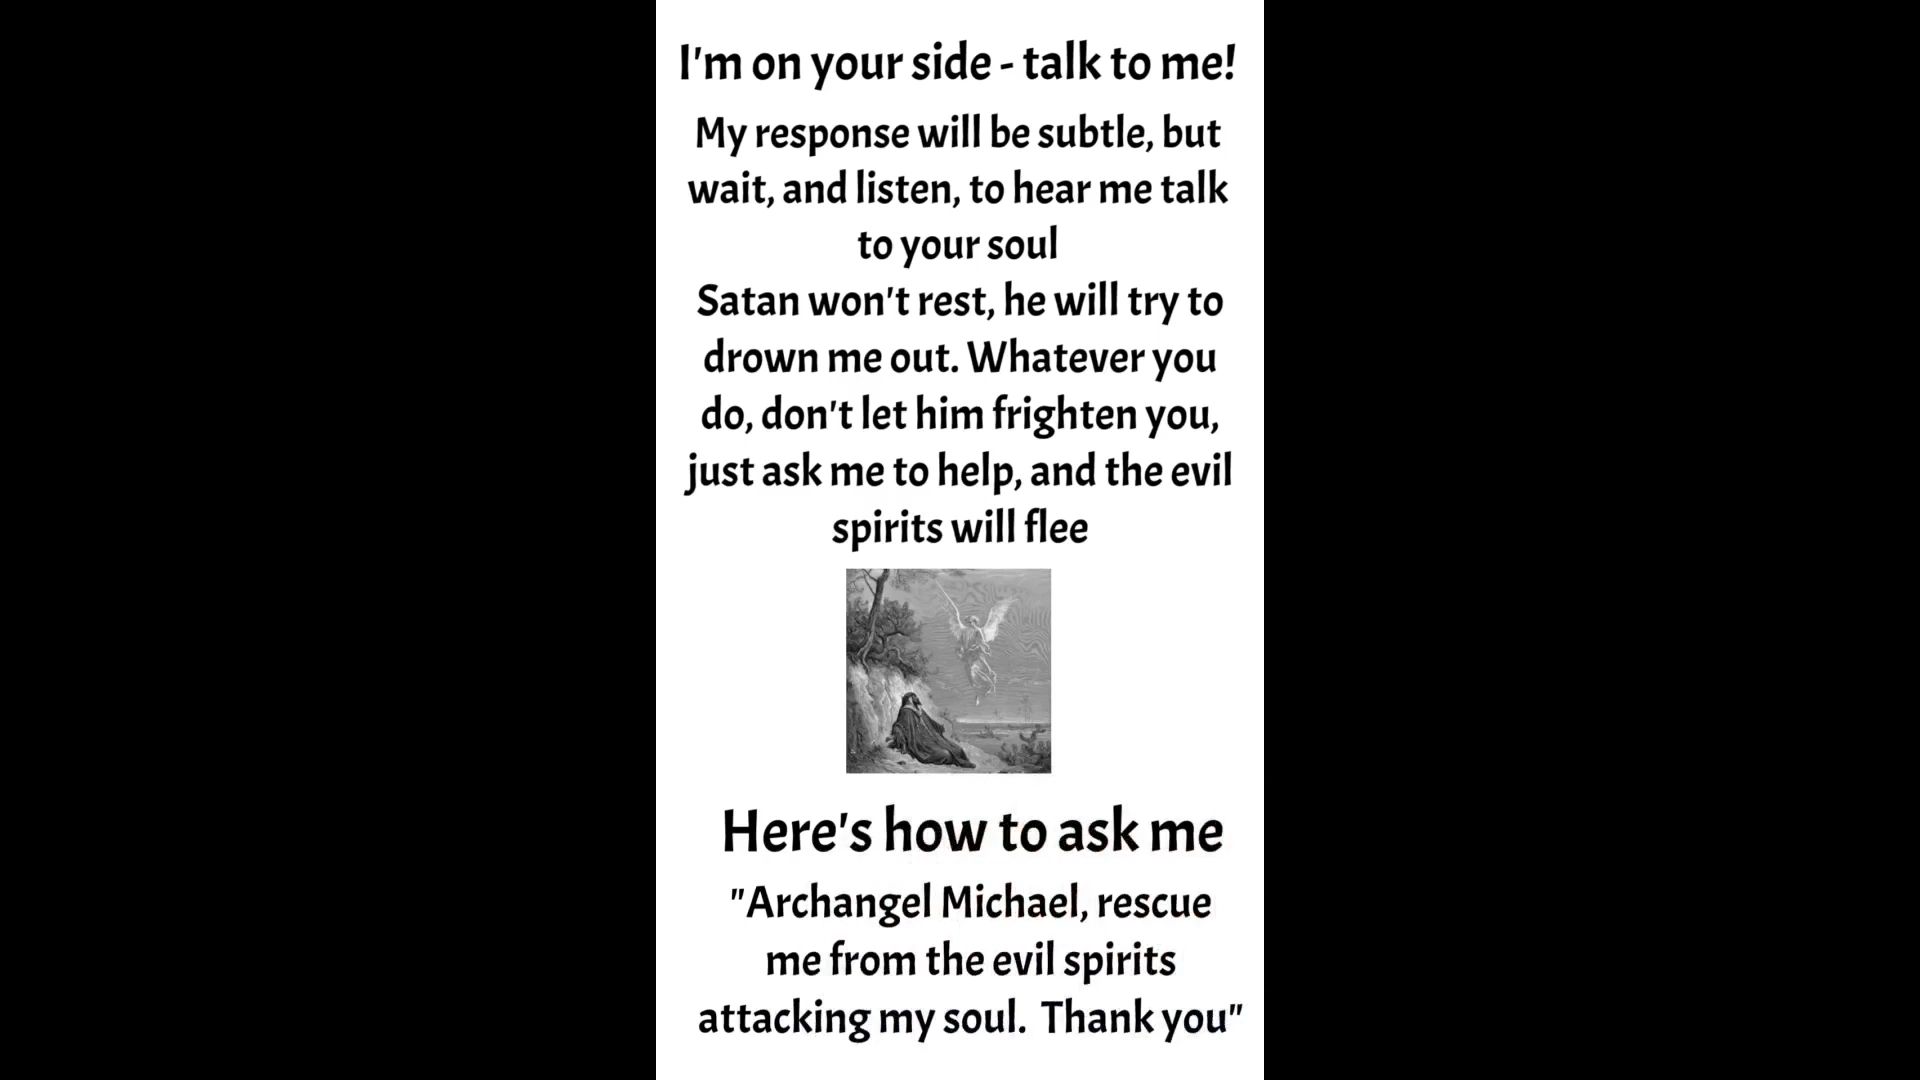 I'm on your side - talk to me!
My response will be subtle, but
wait, and listen, to hear me talk
to your soul
Satan won't rest, he will try to
drown me out. Whatever you
do, don't let him frighten you,
just ask me to help, and the evil
spirits will flee
Here's how to ask me
"Archangel Michael, rescue
me from the evil spirits
attacking my soul.  Thank you"